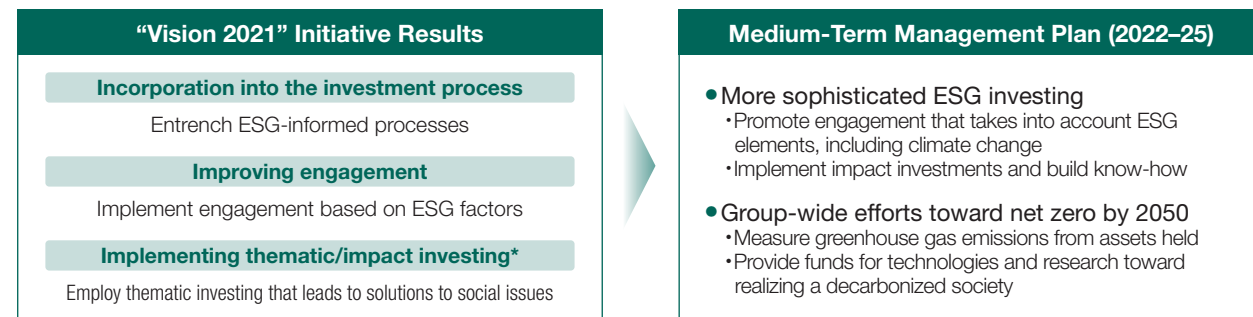 “Vision 2021” Initiative Results
Incorporation into the investment process
Entrench ESG-informed processes
Improving engagement
Implement engagement based on ESG factors
Implementing thematic/impact investing*
Employ thematic investing that leads to solutions to social issues
Medium-Term Management Plan (2022–25)
●More sophisticated ESG investing
・Promote engagement that takes into account ESG
elements, including climate change
・Implement impact investments and build know-how
●Group-wide efforts toward net zero by 2050
・Measure greenhouse gas emissions from assets held
・Provide funds for technologies and research toward
realizing a decarbonized society